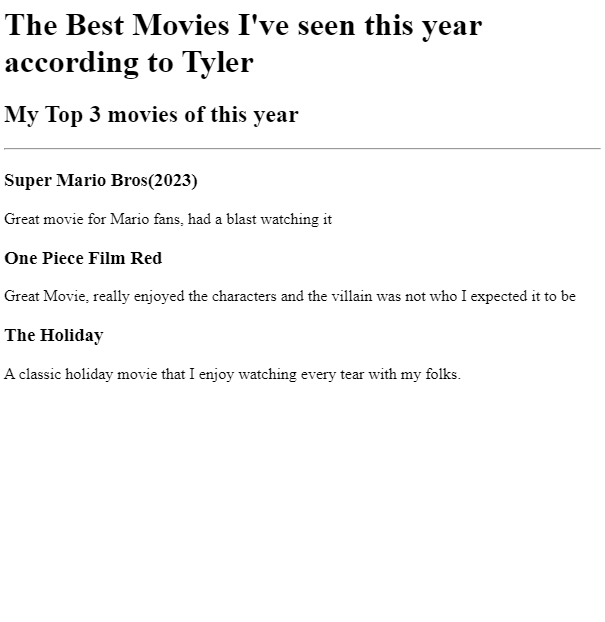 The Best Movies I've seen this year
according to Tyler
My Top 3 movies of this year
Super Mario Bros(2023)
Great movie for Mario fans, had a blast watching it
One Piece Film Red
Great Movie, really enjoyed the characters and the villain was not who I expected it to be
The Holiday
A classic holiday movie that I enjoy watching every tear with my folks.